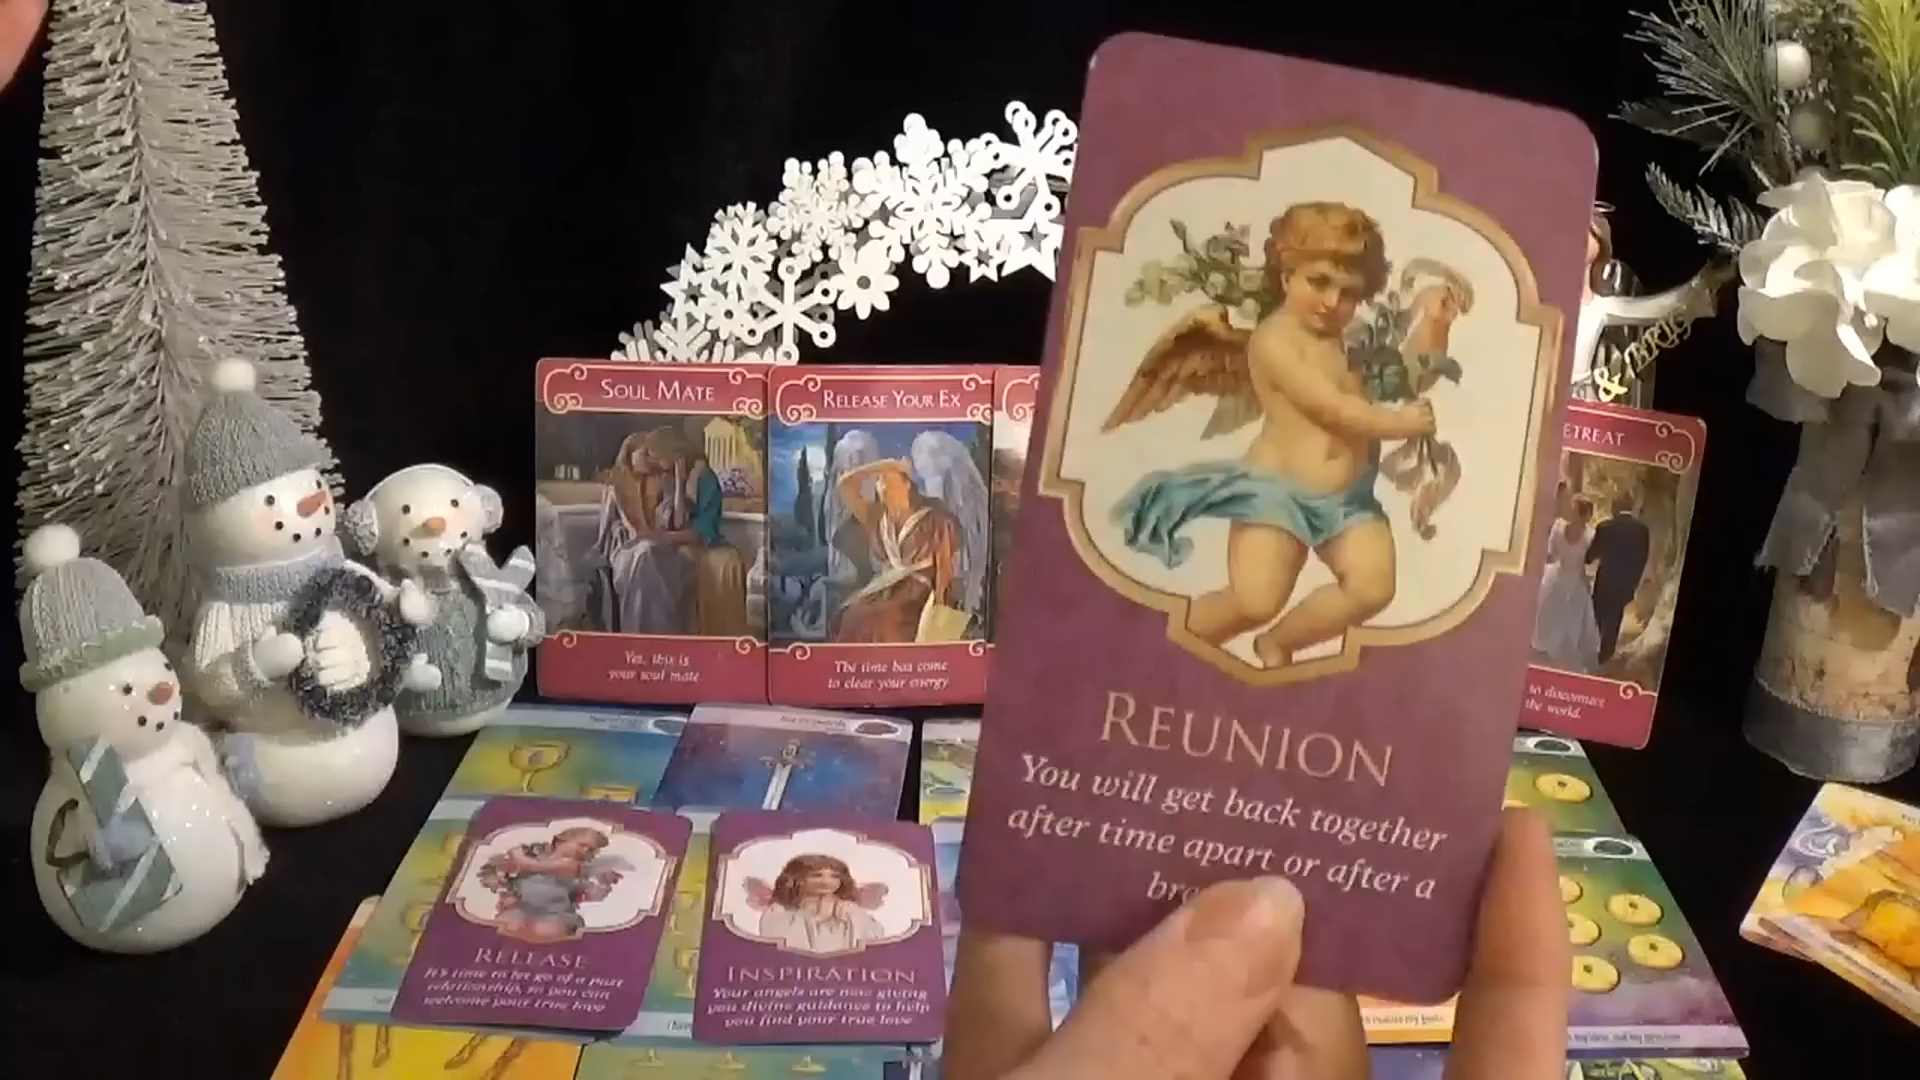 SOUL MATE
Yes, this is
your soul mate
RELEASE YOUR EX
The time has come
to clear your energy
ETREAT
to disconnect
the world.
& BRIG
REUNION
You will get back together
after time apart or after a
bre
RELEASE
It's time to let go of a past
relationship, so you can
welcome your true love
INSPIRATION
Your angels are now giving
you divine guidance to help
you find your true love